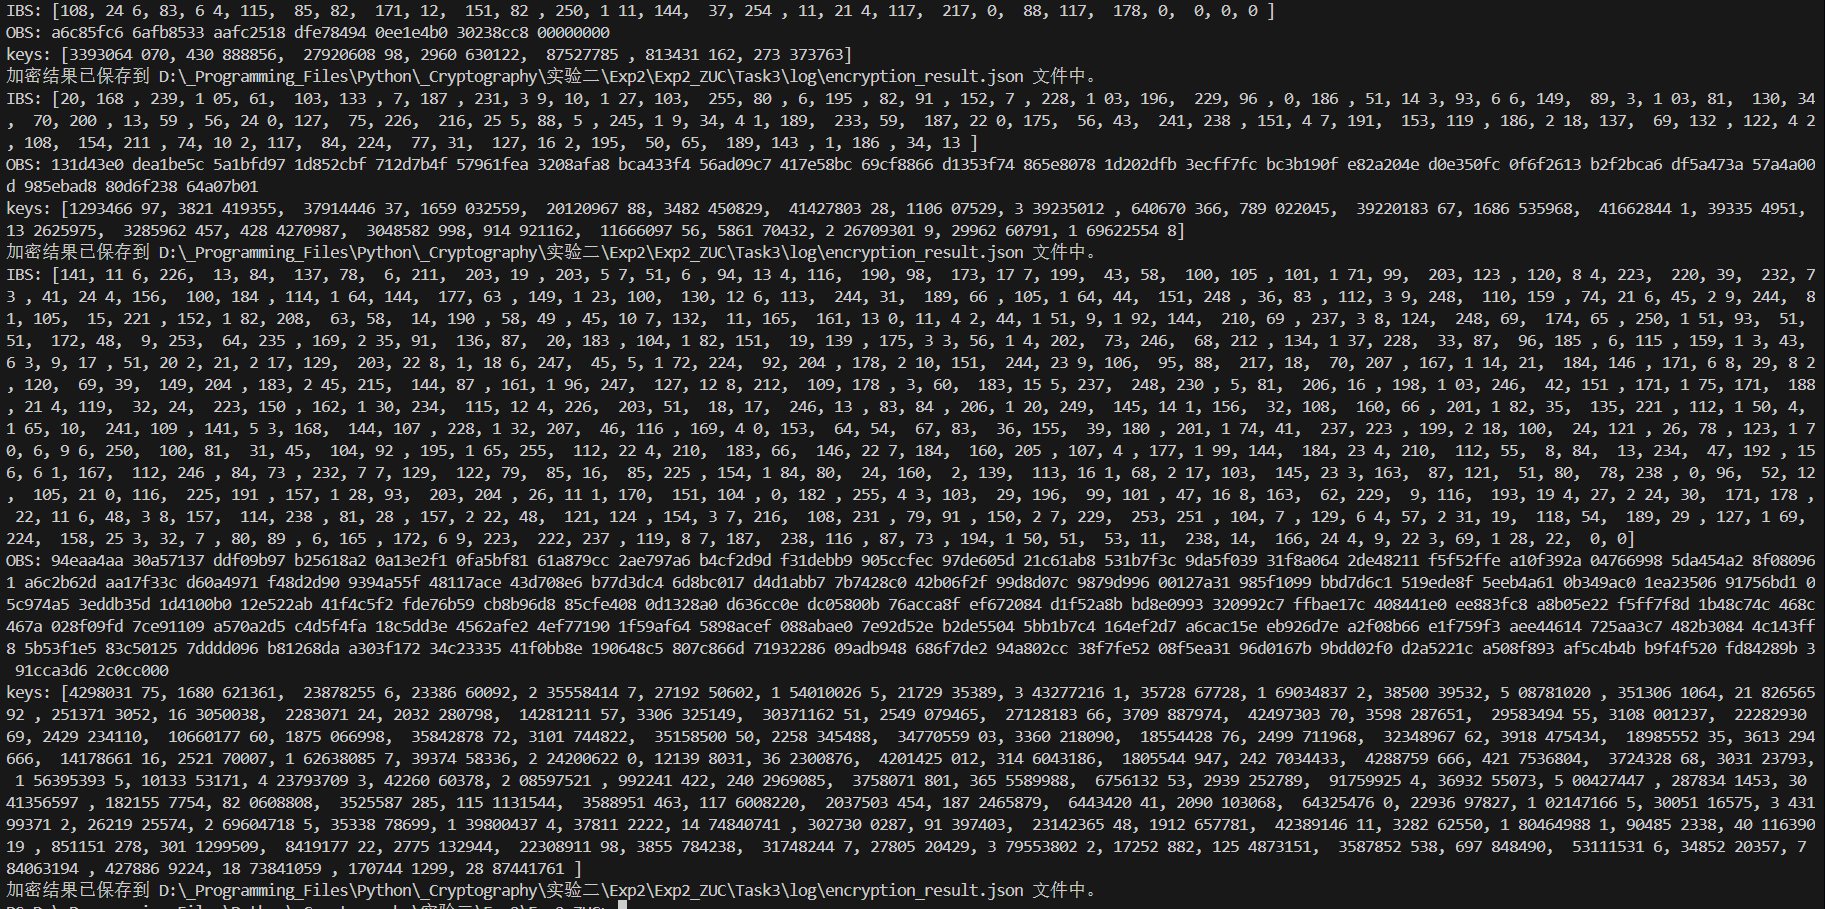 IBS: [108, 24 6, 83, 6 4, 115,  85, 82,  171, 12,  151, 82 , 250, 1 11, 144,  37, 254 , 11, 21 4, 117,  217, 0,  88, 117,  178, 0,  0, 0, 0 ]
OBS: a6c85fc6 6afb8533 aafc2518 dfe78494 0ee1e4b0 30238cc8 00000000
keys: [3393064 070, 430 888856,  27920608 98, 2960 630122,  87527785 , 813431 162, 273 373763]
加密结果已保存到 D:\_Programming_Files\Python\_Cryptography\实验二\Exp2\Exp2_ZUC\Task3\log\encryption_result.json 文件中。
IBS: [20, 168 , 239, 1 05, 61,  103, 133 , 7, 187 , 231, 3 9, 10, 1 27, 103,  255, 80 , 6, 195 , 82, 91 , 152, 7 , 228, 1 03, 196,  229, 96 , 0, 186 , 51, 14 3, 93, 6 6, 149,  89, 3, 1 03, 81,  130, 34
,  70, 200 , 13, 59 , 56, 24 0, 127,  75, 226,  216, 25 5, 88, 5 , 245, 1 9, 34, 4 1, 189,  233, 59,  187, 22 0, 175,  56, 43,  241, 238 , 151, 4 7, 191,  153, 119 , 186, 2 18, 137,  69, 132 , 122, 4 2
, 108,  154, 211 , 74, 10 2, 117,  84, 224,  77, 31,  127, 16 2, 195,  50, 65,  189, 143 , 1, 186 , 34, 13 ]
OBS: 131d43e0 dea1be5c 5a1bfd97 1d852cbf 712d7b4f 57961fea 3208afa8 bca433f4 56ad09c7 417e58bc 69cf8866 d1353f74 865e8078 1d202dfb 3ecff7fc bc3b190f e82a204e d0e350fc 0f6f2613 b2f2bca6 df5a473a 57a4a00
d 985ebad8 80d6f238 64a07b01
keys: [1293466 97, 3821 419355,  37914446 37, 1659 032559,  20120967 88, 3482 450829,  41427803 28, 1106 07529, 3 39235012 , 640670 366, 789 022045,  39220183 67, 1686 535968,  41662844 1, 39335 4951,
13 2625975,  3285962 457, 428 4270987,  3048582 998, 914 921162,  11666097 56, 5861 70432, 2 26709301 9, 29962 60791, 1 69622554 8]
加密结果已保存到 D:\_Programming_Files\Python\_Cryptography\实验二\Exp2\Exp2_ZUC\Task3\log\encryption_result.json 文件中。
IBS: [141, 11 6, 226,  13, 84,  137, 78,  6, 211,  203, 19 , 203, 5 7, 51, 6 , 94, 13 4, 116,  190, 98,  173, 17 7, 199,  43, 58,  100, 105 , 101, 1 71, 99,  203, 123 , 120, 8 4, 223,  220, 39,  232, 7
3 , 41, 24 4, 156,  100, 184 , 114, 1 64, 144,  177, 63 , 149, 1 23, 100,  130, 12 6, 113,  244, 31,  189, 66 , 105, 1 64, 44,  151, 248 , 36, 83 , 112, 3 9, 248,  110, 159 , 74, 21 6, 45, 2 9, 244,  8
1, 105,  15, 221 , 152, 1 82, 208,  63, 58,  14, 190 , 58, 49 , 45, 10 7, 132,  11, 165,  161, 13 0, 11, 4 2, 44, 1 51, 9, 1 92, 144,  210, 69 , 237, 3 8, 124,  248, 69,  174, 65 , 250, 1 51, 93,  51,
51,  172, 48,  9, 253,  64, 235 , 169, 2 35, 91,  136, 87,  20, 183 , 104, 1 82, 151,  19, 139 , 175, 3 3, 56, 1 4, 202,  73, 246,  68, 212 , 134, 1 37, 228,  33, 87,  96, 185 , 6, 115 , 159, 1 3, 43,
6 3, 9, 17 , 51, 20 2, 21, 2 17, 129,  203, 22 8, 1, 18 6, 247,  45, 5, 1 72, 224,  92, 204 , 178, 2 10, 151,  244, 23 9, 106,  95, 88,  217, 18,  70, 207 , 167, 1 14, 21,  184, 146 , 171, 6 8, 29, 8 2
, 120,  69, 39,  149, 204 , 183, 2 45, 215,  144, 87 , 161, 1 96, 247,  127, 12 8, 212,  109, 178 , 3, 60,  183, 15 5, 237,  248, 230 , 5, 81,  206, 16 , 198, 1 03, 246,  42, 151 , 171, 1 75, 171,  188
, 21 4, 119,  32, 24,  223, 150 , 162, 1 30, 234,  115, 12 4, 226,  203, 51,  18, 17,  246, 13 , 83, 84 , 206, 1 20, 249,  145, 14 1, 156,  32, 108,  160, 66 , 201, 1 82, 35,  135, 221 , 112, 1 50, 4,
1 65, 10,  241, 109 , 141, 5 3, 168,  144, 107 , 228, 1 32, 207,  46, 116 , 169, 4 0, 153,  64, 54,  67, 83,  36, 155,  39, 180 , 201, 1 74, 41,  237, 223 , 199, 2 18, 100,  24, 121 , 26, 78 , 123, 1 7
0, 6, 9 6, 250,  100, 81,  31, 45,  104, 92 , 195, 1 65, 255,  112, 22 4, 210,  183, 66,  146, 22 7, 184,  160, 205 , 107, 4 , 177, 1 99, 144,  184, 23 4, 210,  112, 55,  8, 84,  13, 234,  47, 192 , 15
6, 6 1, 167,  112, 246 , 84, 73 , 232, 7 7, 129,  122, 79,  85, 16,  85, 225 , 154, 1 84, 80,  24, 160,  2, 139,  113, 16 1, 68, 2 17, 103,  145, 23 3, 163,  87, 121,  51, 80,  78, 238 , 0, 96,  52, 12
, 105, 21 0, 116,  225, 191 , 157, 1 28, 93,  203, 204 , 26, 11 1, 170,  151, 104 , 0, 182 , 255, 4 3, 103,  29, 196,  99, 101 , 47, 16 8, 163,  62, 229,  9, 116,  193, 19 4, 27, 2 24, 30,  171, 178 ,
 22, 11 6, 48, 3 8, 157,  114, 238 , 81, 28 , 157, 2 22, 48,  121, 124 , 154, 3 7, 216,  108, 231 , 79, 91 , 150, 2 7, 229,  253, 251 , 104, 7 , 129, 6 4, 57, 2 31, 19,  118, 54,  189, 29 , 127, 1 69,
224,  158, 25 3, 32, 7 , 80, 89 , 6, 165 , 172, 6 9, 223,  222, 237 , 119, 8 7, 187,  238, 116 , 87, 73 , 194, 1 50, 51,  53, 11,  238, 14,  166, 24 4, 9, 22 3, 69, 1 28, 22,  0, 0]
OBS: 94eaa4aa 30a57137 ddf09b97 b25618a2 0a13e2f1 0fa5bf81 61a879cc 2ae797a6 b4cf2d9d f31debb9 905ccfec 97de605d 21c61ab8 531b7f3c 9da5f039 31f8a064 2de48211 f5f52ffe a10f392a 04766998 5da454a2 8f08096
1 a6c2b62d aa17f33c d60a4971 f48d2d90 9394a55f 48117ace 43d708e6 b77d3dc4 6d8bc017 d4d1abb7 7b7428c0 42b06f2f 99d8d07c 9879d996 00127a31 985f1099 bbd7d6c1 519ede8f 5eeb4a61 0b349ac0 1ea23506 91756bd1 0
5c974a5 3eddb35d 1d4100b0 12e522ab 41f4c5f2 fde76b59 cb8b96d8 85cfe408 0d1328a0 d636cc0e dc05800b 76acca8f ef672084 d1f52a8b bd8e0993 320992c7 ffbae17c 408441e0 ee883fc8 a8b05e22 f5ff7f8d 1b48c74c 468c
467a 028f09fd 7ce91109 a570a2d5 c4d5f4fa 18c5dd3e 4562afe2 4ef77190 1f59af64 5898acef 088abae0 7e92d52e b2de5504 5bb1b7c4 164ef2d7 a6cac15e eb926d7e a2f08b66 e1f759f3 aee44614 725aa3c7 482b3084 4c143ff
8 5b53f1e5 83c50125 7dddd096 b81268da a303f172 34c23335 41f0bb8e 190648c5 807c866d 71932286 09adb948 686f7de2 94a802cc 38f7fe52 08f5ea31 96d0167b 9bdd02f0 d2a5221c a508f893 af5c4b4b b9f4f520 fd84289b 3
 91cca3d6 2c0cc000
keys: [4298031 75, 1680 621361,  23878255 6, 23386 60092, 2 35558414 7, 27192 50602, 1 54010026 5, 21729 35389, 3 43277216 1, 35728 67728, 1 69034837 2, 38500 39532, 5 08781020 , 351306 1064, 21 826565
92 , 251371 3052, 16 3050038,  2283071 24, 2032 280798,  14281211 57, 3306 325149,  30371162 51, 2549 079465,  27128183 66, 3709 887974,  42497303 70, 3598 287651,  29583494 55, 3108 001237,  22282930
69, 2429 234110,  10660177 60, 1875 066998,  35842878 72, 3101 744822,  35158500 50, 2258 345488,  34770559 03, 3360 218090,  18554428 76, 2499 711968,  32348967 62, 3918 475434,  18985552 35, 3613 294
666,  14178661 16, 2521 70007, 1 62638085 7, 39374 58336, 2 24200622 0, 12139 8031, 36 2300876,  4201425 012, 314 6043186,  1805544 947, 242 7034433,  4288759 666, 421 7536804,  3724328 68, 3031 23793,
 1 56395393 5, 10133 53171, 4 23793709 3, 42260 60378, 2 08597521 , 992241 422, 240 2969085,  3758071 801, 365 5589988,  6756132 53, 2939 252789,  91759925 4, 36932 55073, 5 00427447 , 287834 1453, 30
41356597 , 182155 7754, 82 0608808,  3525587 285, 115 1131544,  3588951 463, 117 6008220,  2037503 454, 187 2465879,  6443420 41, 2090 103068,  64325476 0, 22936 97827, 1 02147166 5, 30051 16575, 3 431
99371 2, 26219 25574, 2 69604718 5, 35338 78699, 1 39800437 4, 37811 2222, 14 74840741 , 302730 0287, 91 397403,  23142365 48, 1912 657781,  42389146 11, 3282 62550, 1 80464988 1, 90485 2338, 40 116390
19 , 851151 278, 301 1299509,  8419177 22, 2775 132944,  22308911 98, 3855 784238,  31748244 7, 27805 20429, 3 79553802 2, 17252 882, 125 4873151,  3587852 538, 697 848490,  53111531 6, 34852 20357, 7
84063194 , 427886 9224, 18 73841059 , 170744 1299, 28 87441761 ]
加密结果已保存到 D:\_Programming_Files\Python\_Cryptography\实验二\Exp2\Exp2_ZUC\Task3\log\encryption_result.json 文件中。